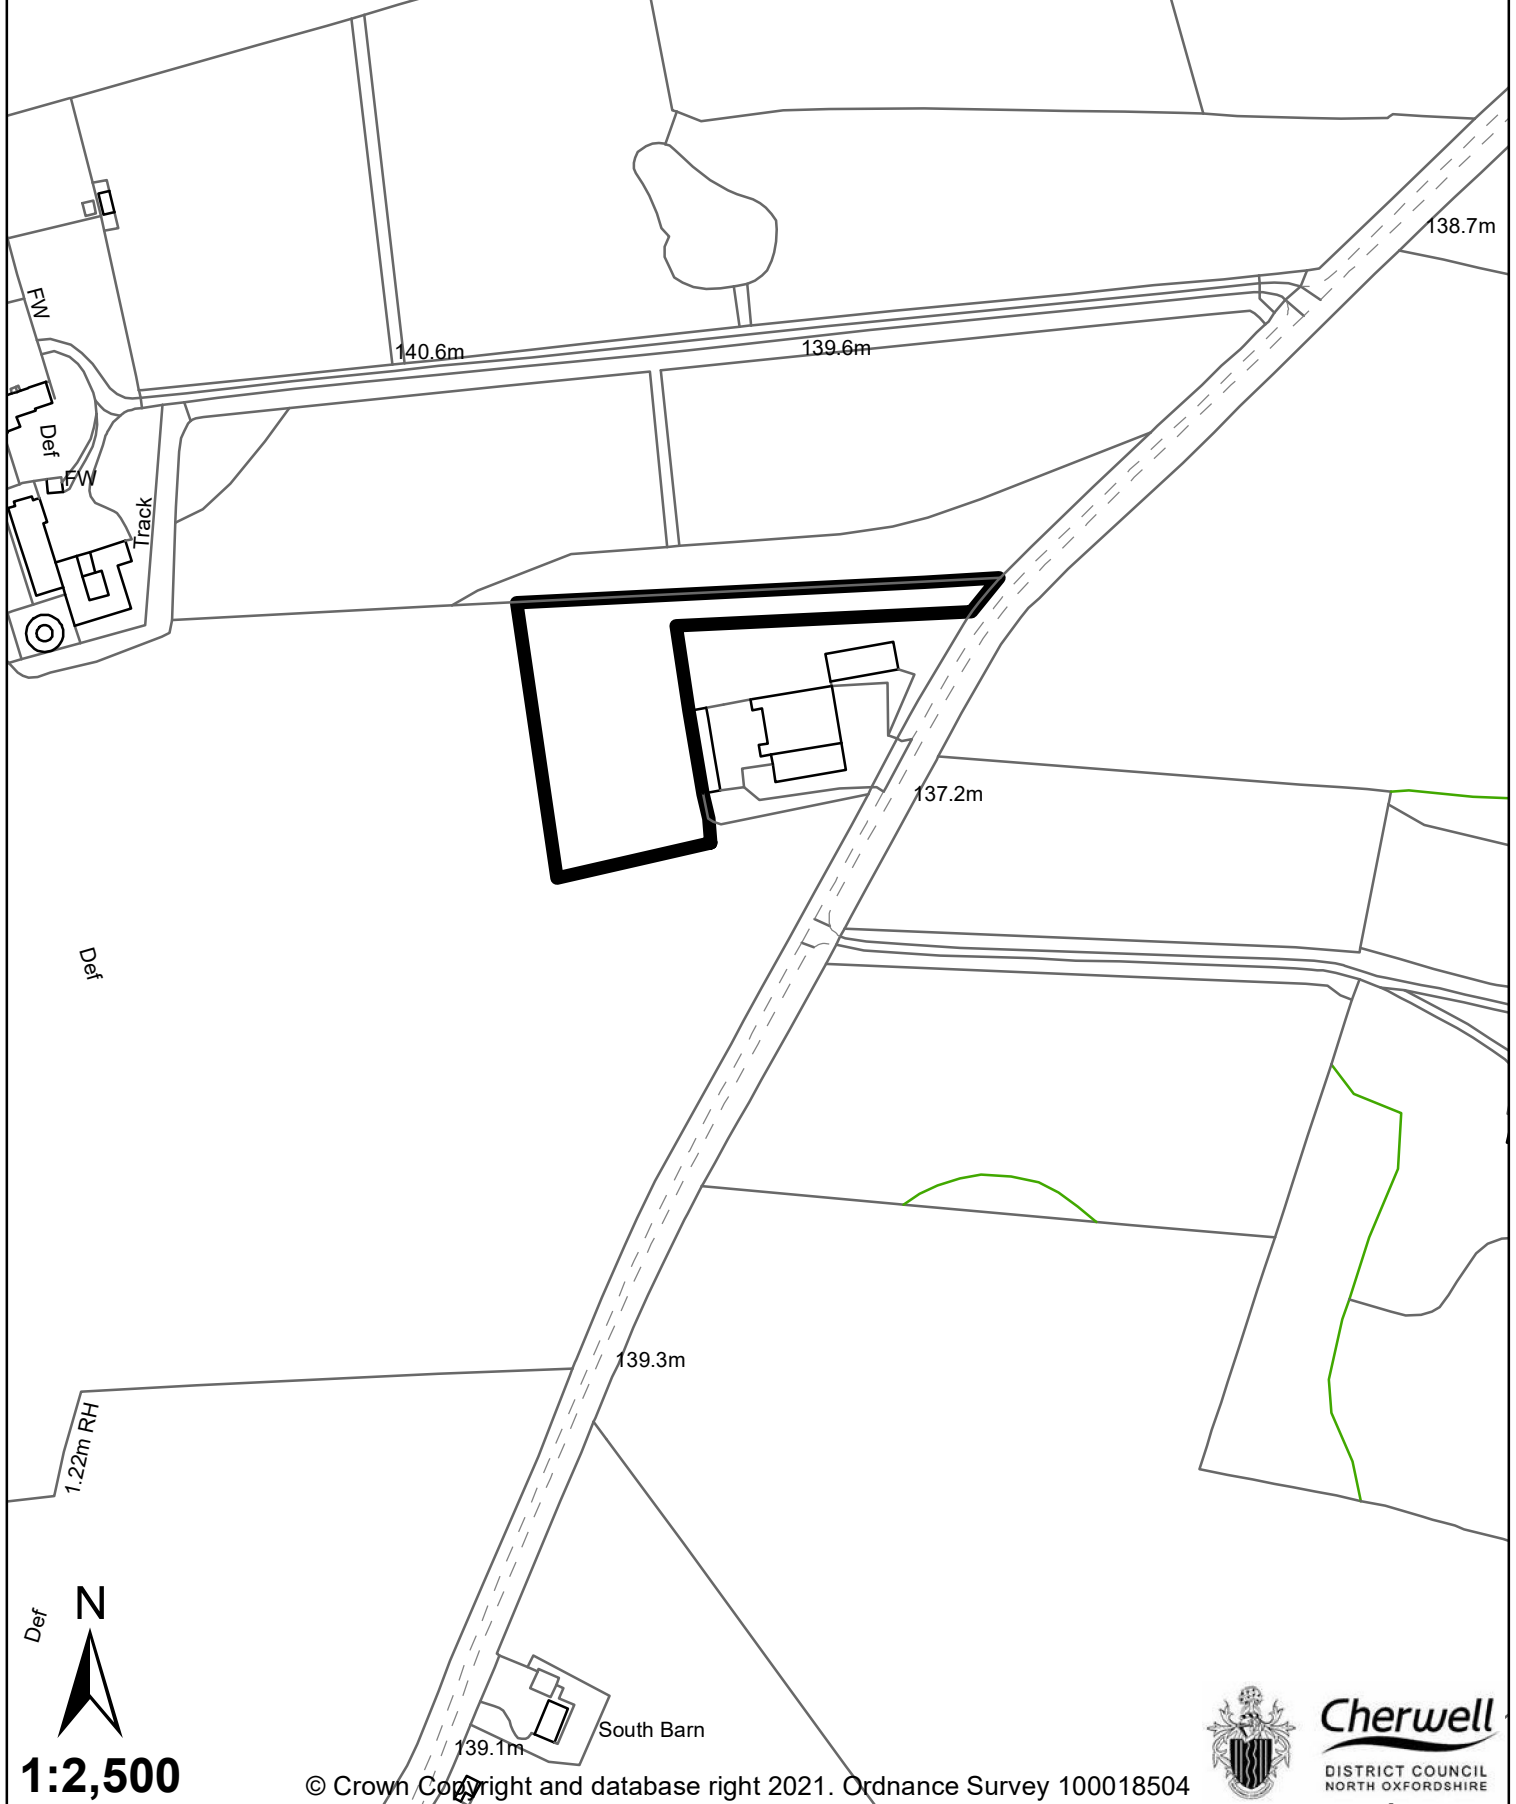 138.7m
FW
140.6m
139.6m
Def
FW
Track
137.2m
Def
139.3m
1.22m RH
Def
N
South Barn
139.1m
1:2,500
© Crown Copyright and database right 2021. Ordnance Survey 100018504
Cherwell
DISTRICT COUNCIL
NORTH OXFORDSHIRE